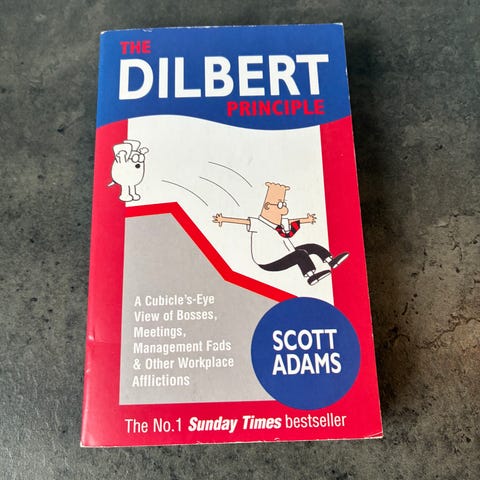 THE
DILBERT
PRINCIPLE
A Cubicle's-Eye
View of Bosses,
Meetings,
Management Fads
& Other Workplace
Afflictions
SCOTT
ADAMS
The No.1 Sunday Times bestseller